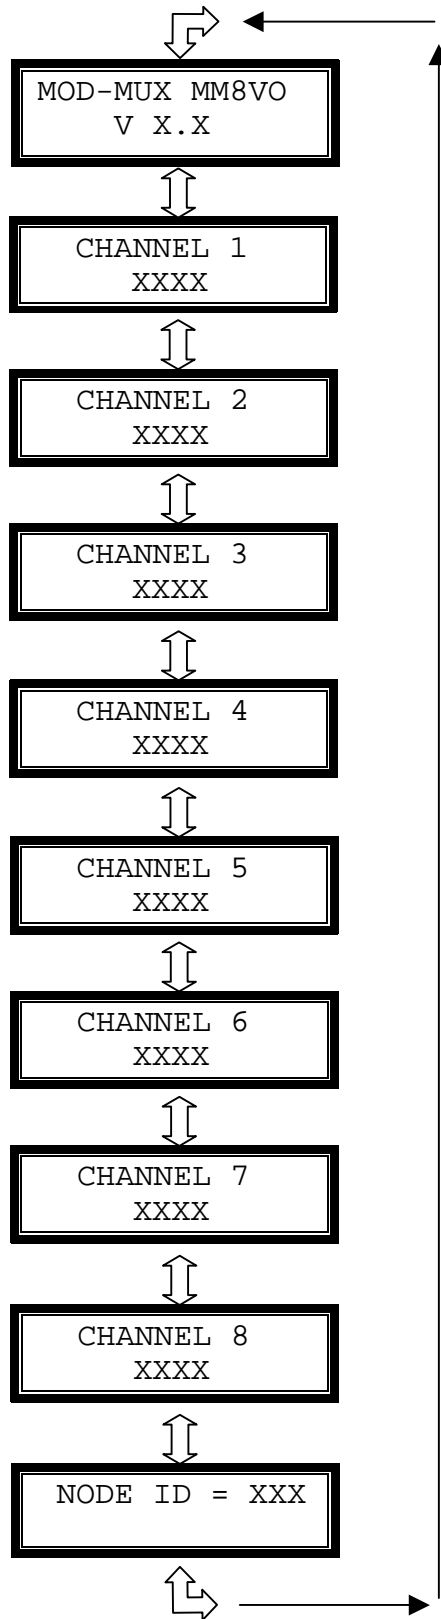 MOD-MUX MM8VO
V X.X
CHANNEL 1
XXXX
CHANNEL 2
XXXX
CHANNEL 3
XXXX
CHANNEL 4
XXXX
CHANNEL 5
XXXX
CHANNEL 6
XXXX
CHANNEL 7
XXXX
CHANNEL 8
XXXX
NODE ID = XXX